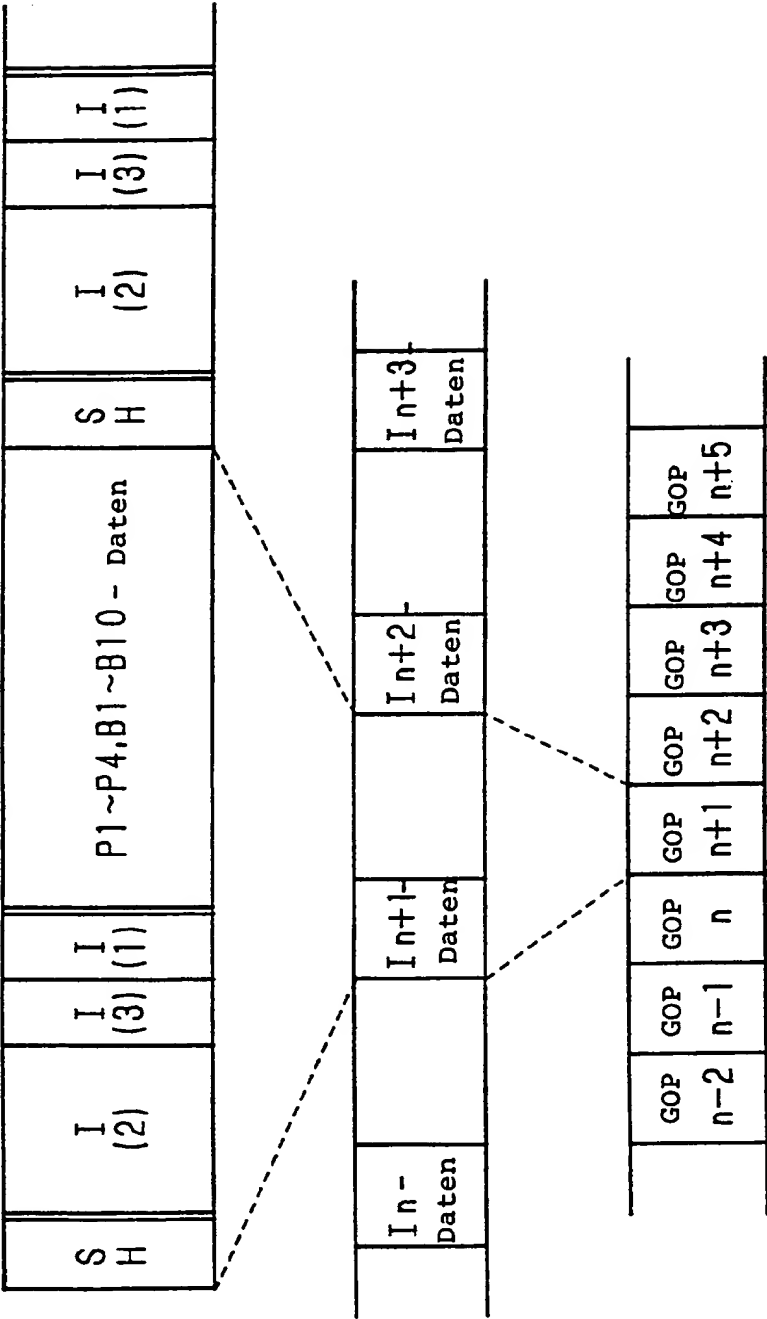 S
H
I
(2)
I
(3)
I
(1)
P1~P4,B1~B10 - Daten
S
H
I
(2)
I
(3)
I
(1)
In-
Daten
In+1-
Daten
In+2-
Daten
In+3-
Daten
GOP
n-2
GOP
n-1
GOP
n
GOP
n+1
GOP
n+2
GOP
n+3
GOP
n+4
GOP
n+5